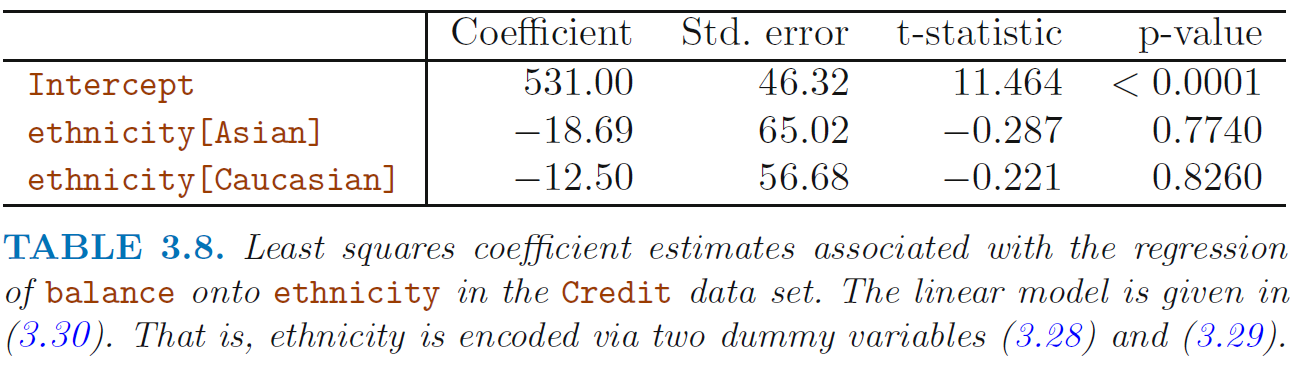 Coefficient Std. error t-statistic p-value
Intercept 531.00 46.32 11.464 < 0.0001
ethnicity[Asian] −18.69 65.02 −0.287 0.7740
ethnicity[Caucasian] −12.50 56.68 −0.221 0.8260
TABLE 3.8. Least squares coefficient estimates associated with the regression
of balance onto ethnicity in the Credit data set. The linear model is given in
(3.30). That is, ethnicity is encoded via two dummy variables (3.28) and (3.29).